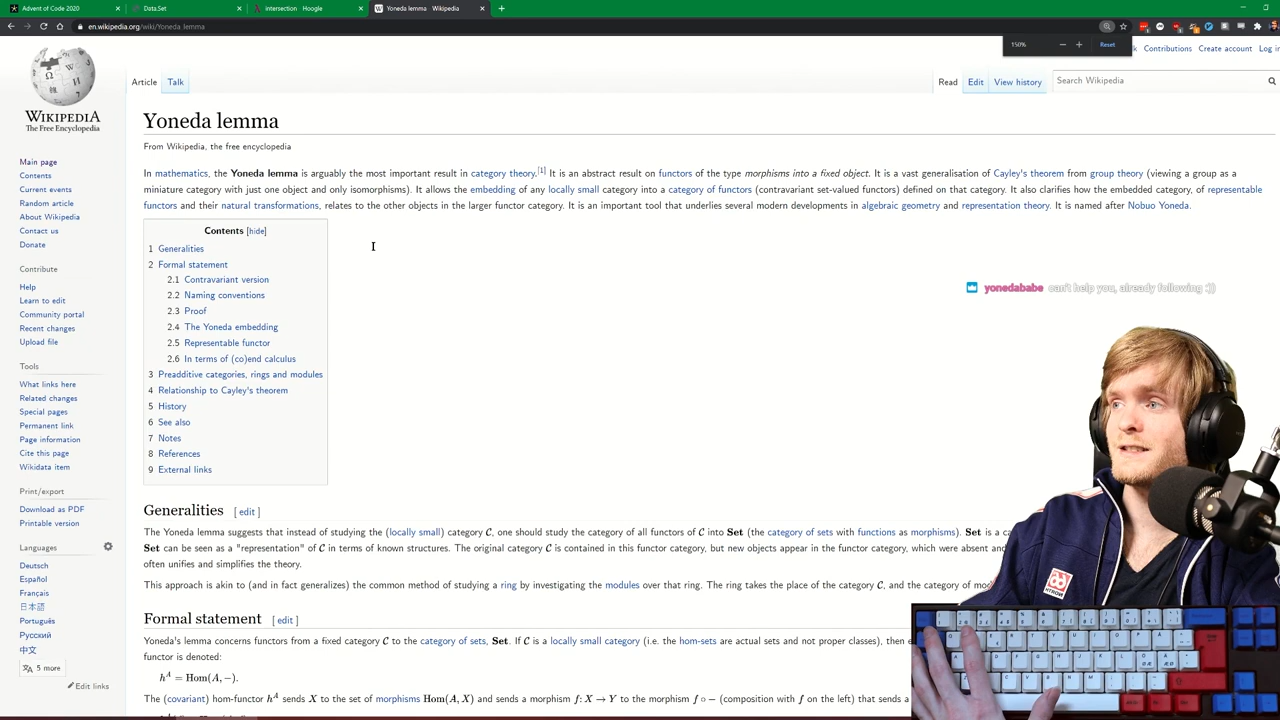 Advent of Code 2020
Data.Set
intersection - Hoogle
Yoneda lemma - Wikipedia
en.wikipedia.org/wiki/Yoneda_lemma
150%
Reset
Contributions Create account Log in
WIKIPEDIA
The Free Encyclopedia
Article Talk
Read Edit View history
Search Wikipedia
Yoneda lemma
From Wikipedia, the free encyclopedia
In mathematics, the Yoneda lemma is arguably the most important result in category theory.[1] It is an abstract result on functors of the type morphisms into a fixed object. It is a vast generalisation of Cayley's theorem from group theory (viewing a group as a
miniature category with just one object and only isomorphisms). It allows the embedding of any locally small category into a category of functors (contravariant set-valued functors) defined on that category. It also clarifies how the embedded category, of representable
functors and their natural transformations, relates to the other objects in the larger functor category. It is an important tool that underlies several modern developments in algebraic geometry and representation theory. It is named after Nobuo Yoneda.
Main page
Contents
Current events
Random article
About Wikipedia
Contact us
Donate
Contribute
Help
Learn to edit
Community portal
Recent changes
Upload file
Tools
What links here
Related changes
Special pages
Permanent link
Page information
Cite this page
Wikidata item
Print/export
Download as PDF
Printable version
Languages
Deutsch
Español
Français
日本語
Português
Русский
中文
5 more
Edit links
Contents [hide]
1 Generalities
2 Formal statement
2.1 Contravariant version
2.2 Naming conventions
2.3 Proof
2.4 The Yoneda embedding
2.5 Representable functor
2.6 In terms of (co)end calculus
3 Preadditive categories, rings and modules
4 Relationship to Cayley's theorem
5 History
6 See also
7 Notes
8 References
9 External links
yonedababe can't help you, already following :))
Generalities [ edit ]
The Yoneda lemma suggests that instead of studying the (locally small) category C, one should study the category of all functors of C into Set (the category of sets with functions as morphisms). Set is a ca
Set can be seen as a "representation" of C in terms of known structures. The original category C is contained in this functor category, but new objects appear in the functor category, which were absent and
often unifies and simplifies the theory.
This approach is akin to (and in fact generalizes) the common method of studying a ring by investigating the modules over that ring. The ring takes the place of the category C, and the category of mod
Formal statement [ edit ]
Yoneda's lemma concerns functors from a fixed category C to the category of sets, Set. If C is a locally small category (i.e. the hom-sets are actual sets and not proper classes), then e
functor is denoted:
hᴬ = Hom(A, −).
The (covariant) hom-functor hᴬ sends X to the set of morphisms Hom(A, X) and sends a morphism f: X → Y to the morphism f ∘ − (composition with f on the left) that sends a